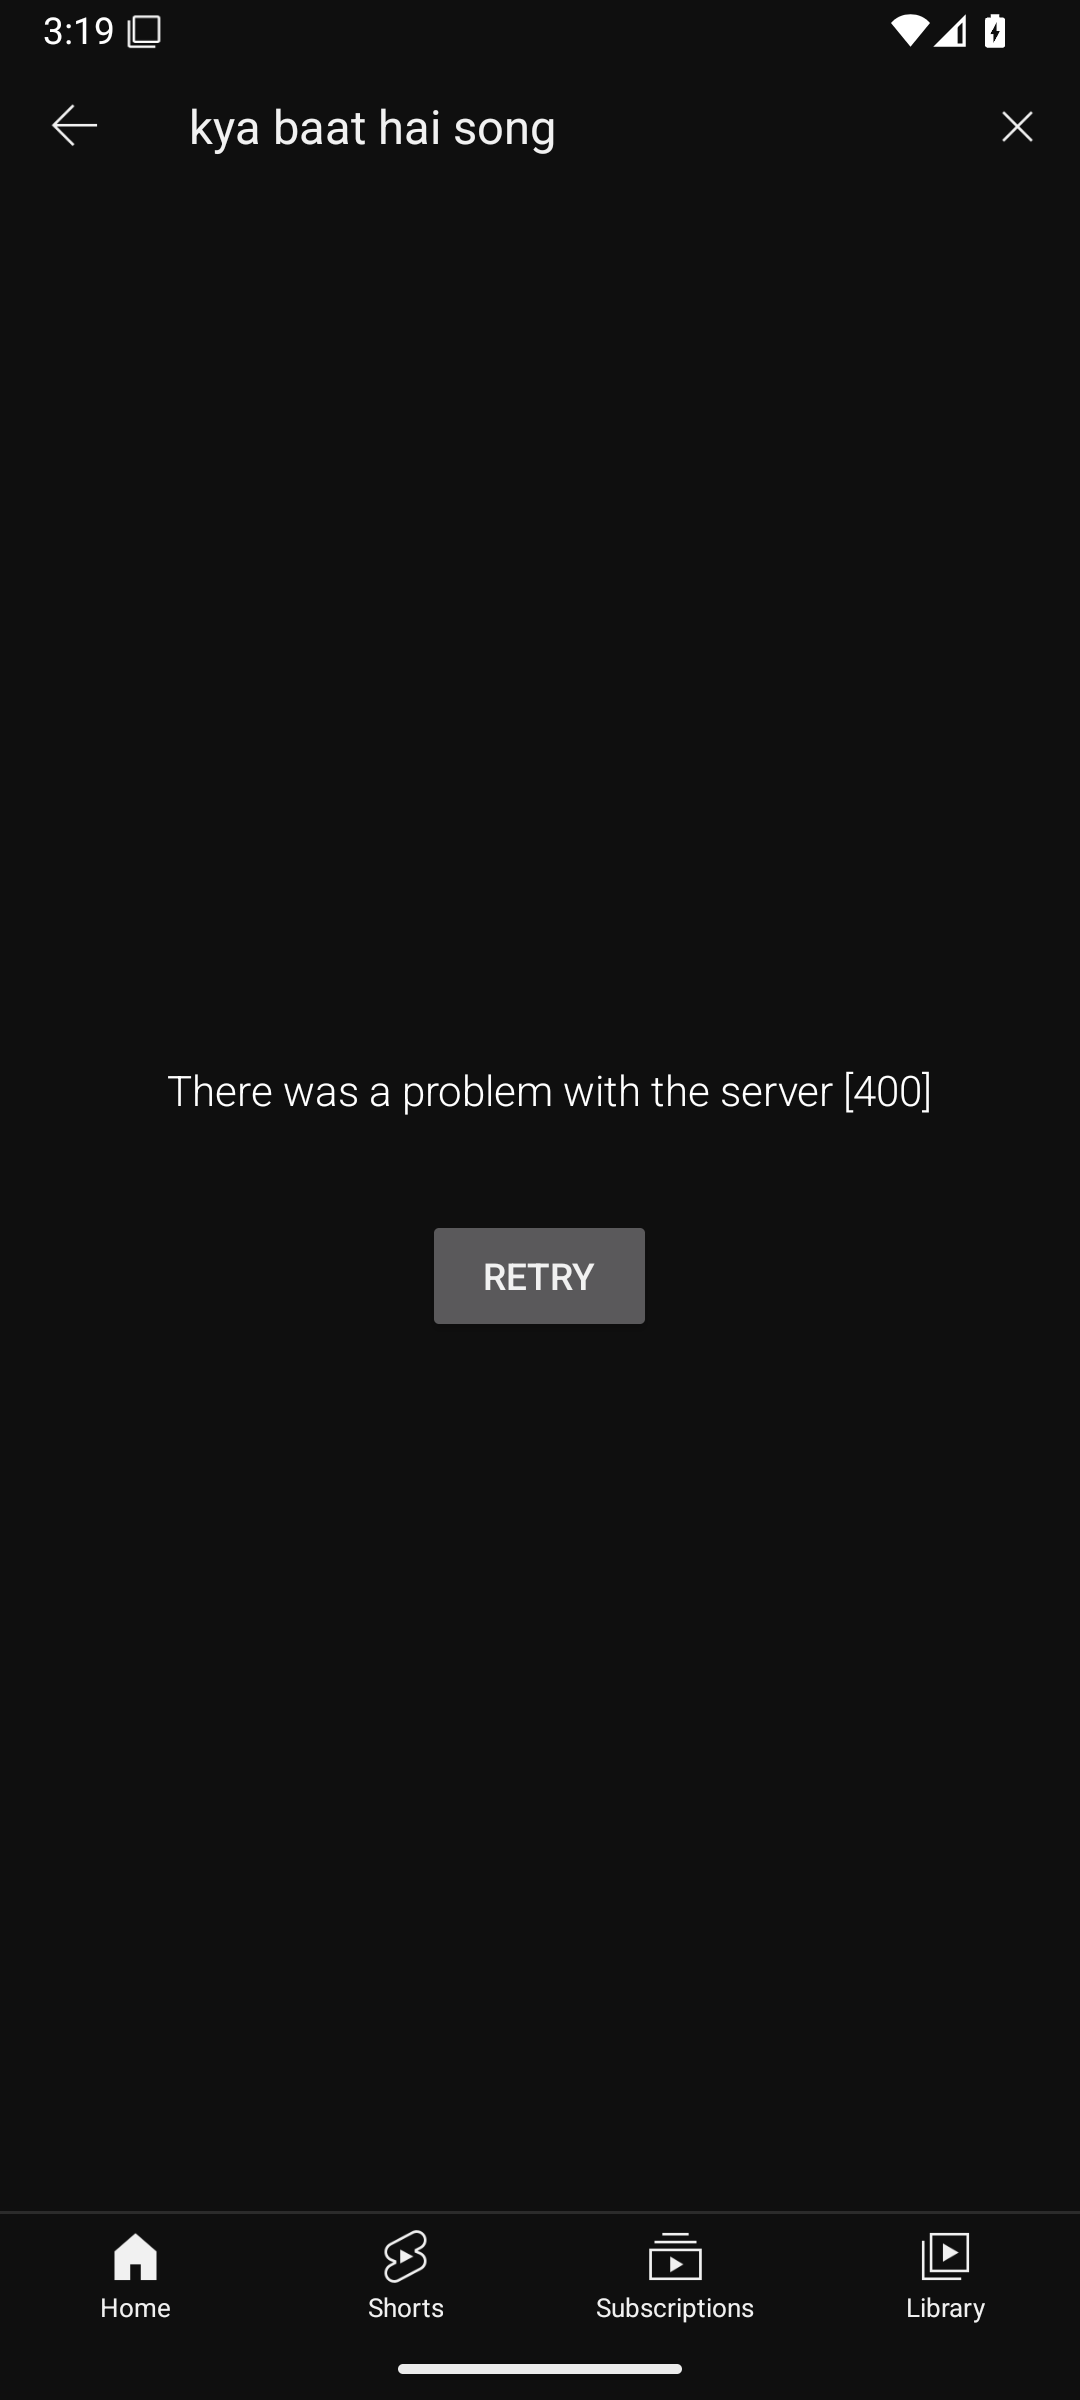 3:19
kya baat hai song
There was a problem with the server [400]
RETRY
Home
Shorts
Subscriptions
Library